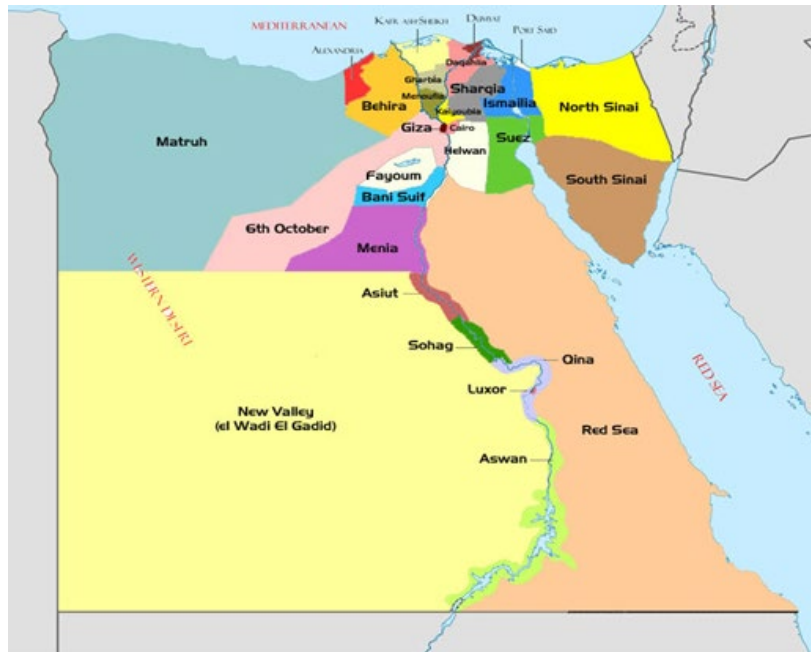 MEDITERRANEAN
KAFR ASH SHEIKH
DUMYAT
PORT SAID
ALEXANDRIA
Daqahlia
Gharbia
Menoufia
Sharqia
Behira
Kalyoubia
Ismailia
North Sinai
Giza
Cairo
Suez
Matruh
Helwan
Fayoum
South Sinai
Bani Suif
6th October
Menia
WESTERN DESERT
Asiut
Sohag
Qina
RED SEA
Luxor
New Valley
(el Wadi El Gadid)
Red Sea
Aswan